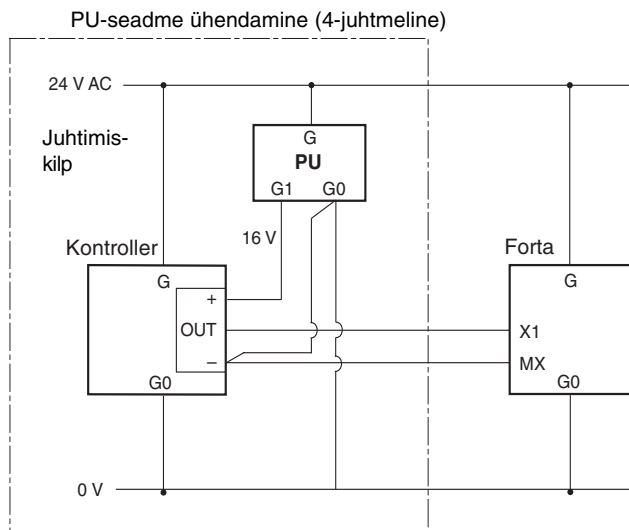 PU-seadme ühendamine (4-juhtmeline)
24 V AC
Juhtimis-
kilp
G
PU
G1 G0
16 V
Kontroller
Forta
G
+
OUT
–
G0
G
X1
MX
G0
0 V